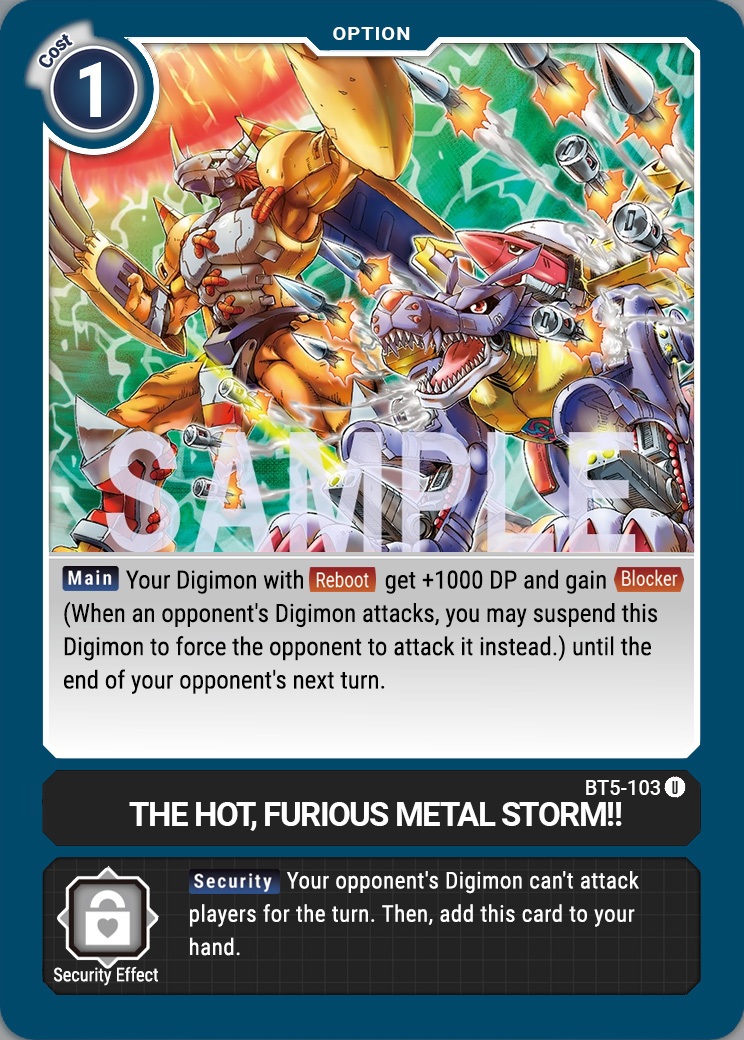 OPTION
Cost
1
SAMPLE
Main Your Digimon with Reboot get +1000 DP and gain Blocker
(When an opponent's Digimon attacks, you may suspend this
Digimon to force the opponent to attack it instead.) until the
end of your opponent's next turn.
BT5-103 U
THE HOT, FURIOUS METAL STORM!!
Security Your opponent's Digimon can't attack
players for the turn. Then, add this card to your
hand.
Security Effect